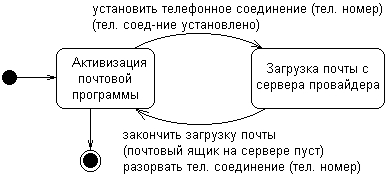 установить телефонное соединение (тел. номер)
(тел. соед-ние установлено)
Активизация
почтовой
программы
Загрузка почты с
сервера провайдера
закончить загрузку почты
(почтовый ящик на сервере пуст)
разорвать тел. соединение (тел. номер)